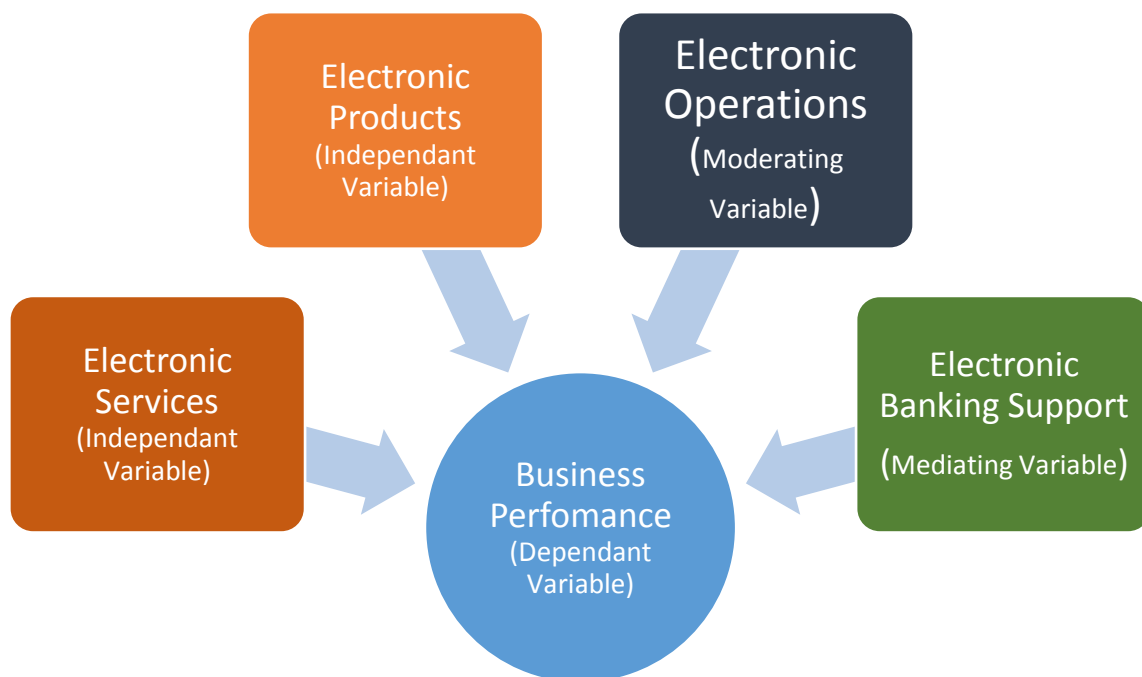 Electronic
Products
(Independant
Variable)
Electronic
Operations
(Moderating
Variable)
Electronic
Services
(Independant
Variable)
Electronic
Banking Support
(Mediating Variable)
Business
Perfomance
(Dependant
Variable)